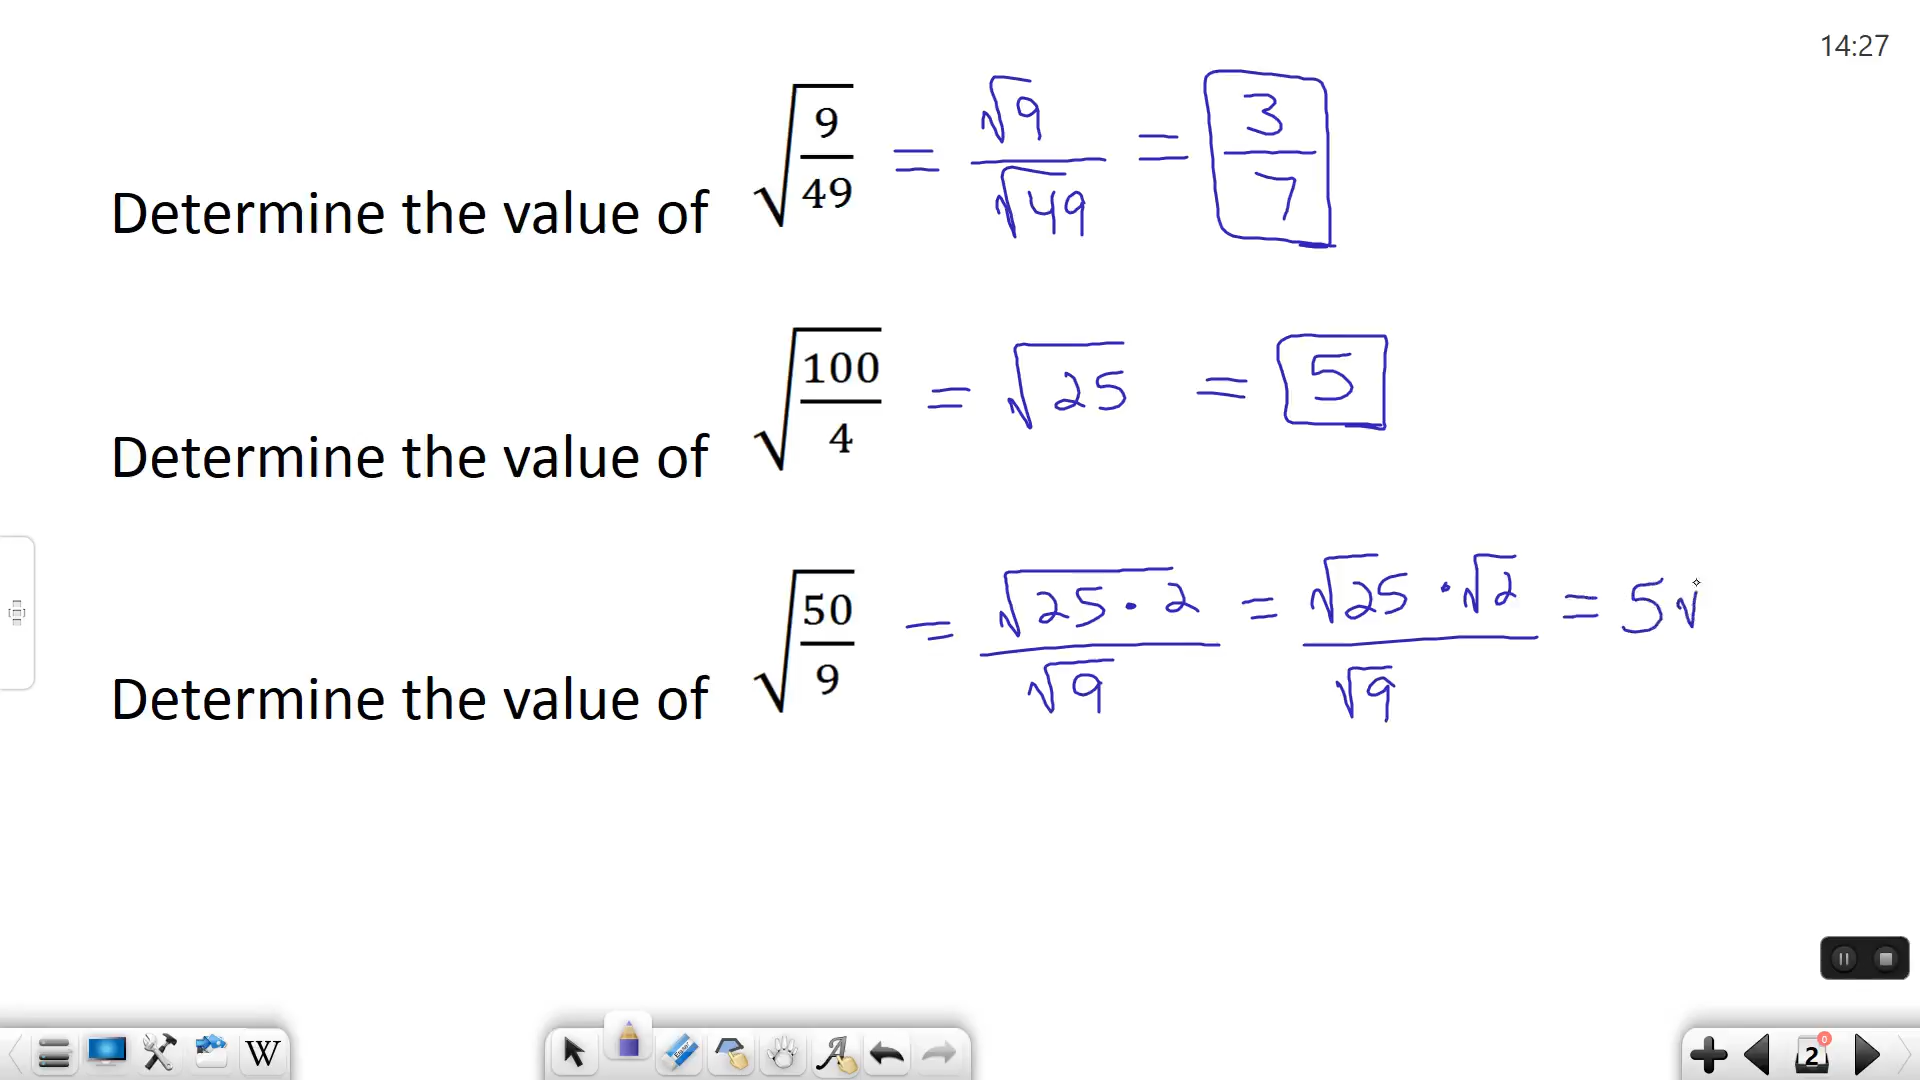 14:27
Determine the value of √(9/49) = √9/√49 = 3/7
Determine the value of √(100/4) = √25 = 5
Determine the value of √(50/9) = √(25 · 2)/√9 = √25 · √2/√9 = 5√
W
2
0